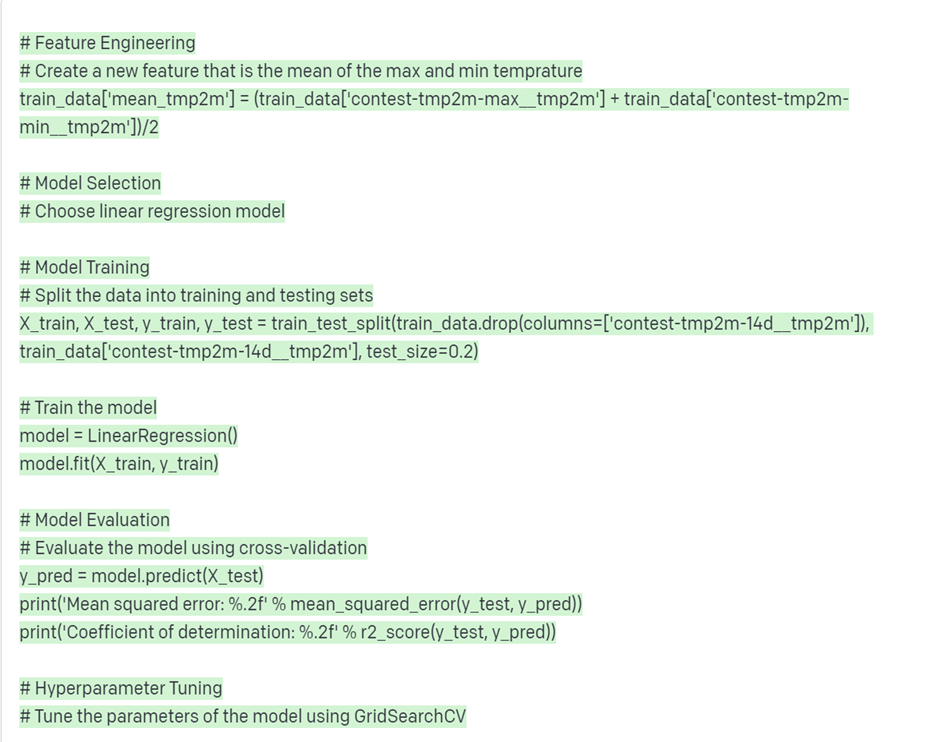 # Feature Engineering
# Create a new feature that is the mean of the max and min temprature
train_data['mean_tmp2m'] = (train_data['contest-tmp2m-max__tmp2m'] + train_data['contest-tmp2m-
min__tmp2m'])/2
# Model Selection
# Choose linear regression model
# Model Training
# Split the data into training and testing sets
X_train, X_test, y_train, y_test = train_test_split(train_data.drop(columns=['contest-tmp2m-14d__tmp2m']),
train_data['contest-tmp2m-14d__tmp2m'], test_size=0.2)
# Train the model
model = LinearRegression()
model.fit(X_train, y_train)
# Model Evaluation
# Evaluate the model using cross-validation
y_pred = model.predict(X_test)
print('Mean squared error: %.2f' % mean_squared_error(y_test, y_pred))
print('Coefficient of determination: %.2f' % r2_score(y_test, y_pred))
# Hyperparameter Tuning
# Tune the parameters of the model using GridSearchCV